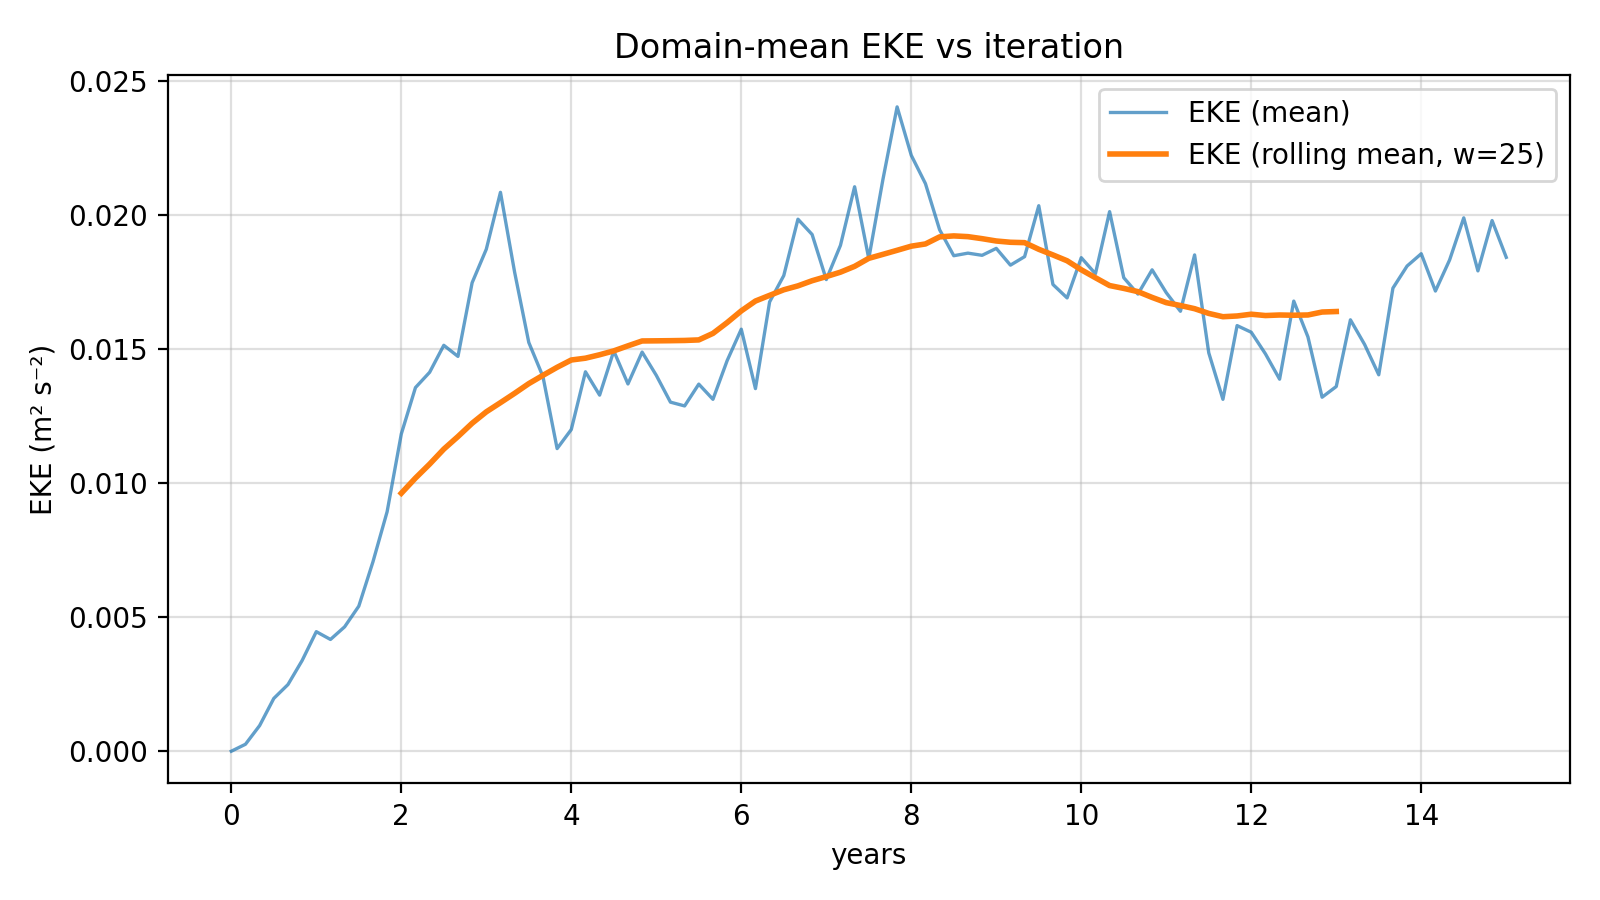 Domain-mean EKE vs iteration
EKE (mean)
EKE (rolling mean, w=25)
EKE (m² s⁻²)
0.025
0.020
0.015
0.010
0.005
0.000
0 2 4 6 8 10 12 14
years